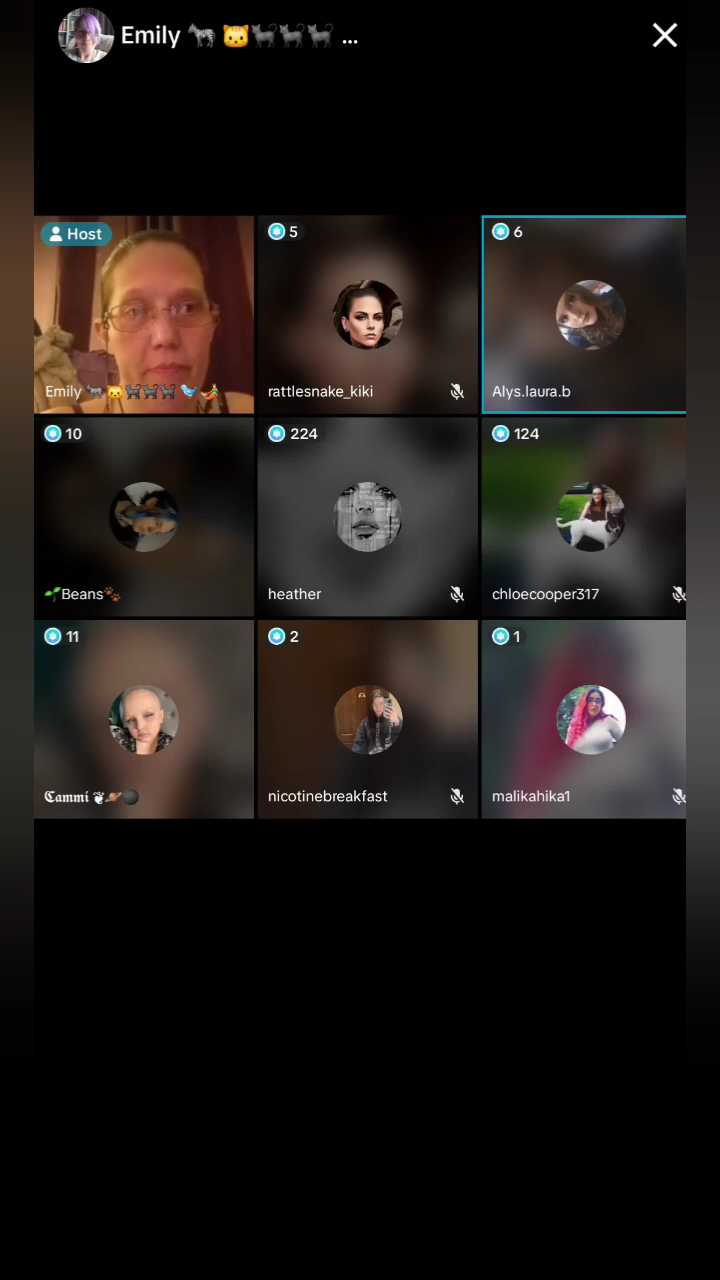 Emily 🦓 🐱🐈‍⬛🐈‍⬛🐈‍⬛ ...
Host
5
6
Emily 🦓🐱🐈‍⬛🐈‍⬛🐈‍⬛ 🐦🧜‍♀️
rattlesnake_kiki
Alys.laura.b
10
224
124
🌱Beans🐾
heather
chloecooper317
11
2
1
𝕮𝖆𝖒𝖒𝖎 ❦🪐🌑
nicotinebreakfast
malikahika1